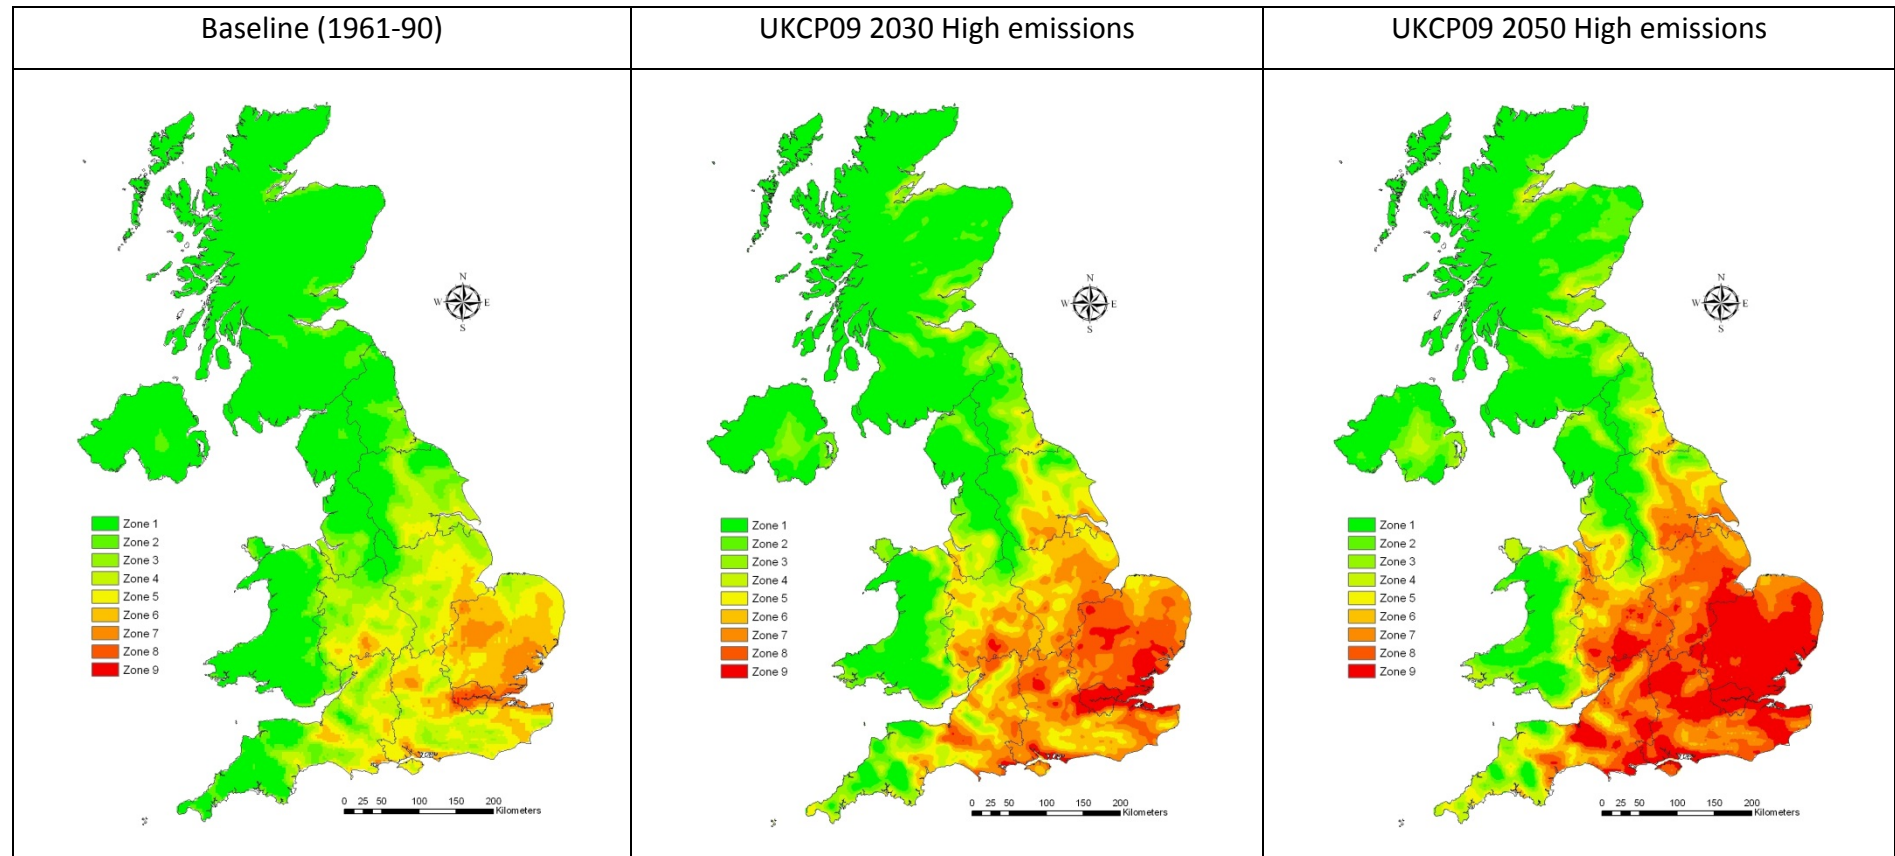 Baseline (1961-90)
UKCP09 2030 High emissions
UKCP09 2050 High emissions
N
W E
S
Zone 1
Zone 2
Zone 3
Zone 4
Zone 5
Zone 6
Zone 7
Zone 8
Zone 9
0 25 50 100 150 200
Kilometers
N
W E
S
Zone 1
Zone 2
Zone 3
Zone 4
Zone 5
Zone 6
Zone 7
Zone 8
Zone 9
0 25 50 100 150 200
Kilometers
N
W E
S
Zone 1
Zone 2
Zone 3
Zone 4
Zone 5
Zone 6
Zone 7
Zone 8
Zone 9
0 25 50 100 150 200
Kilometers